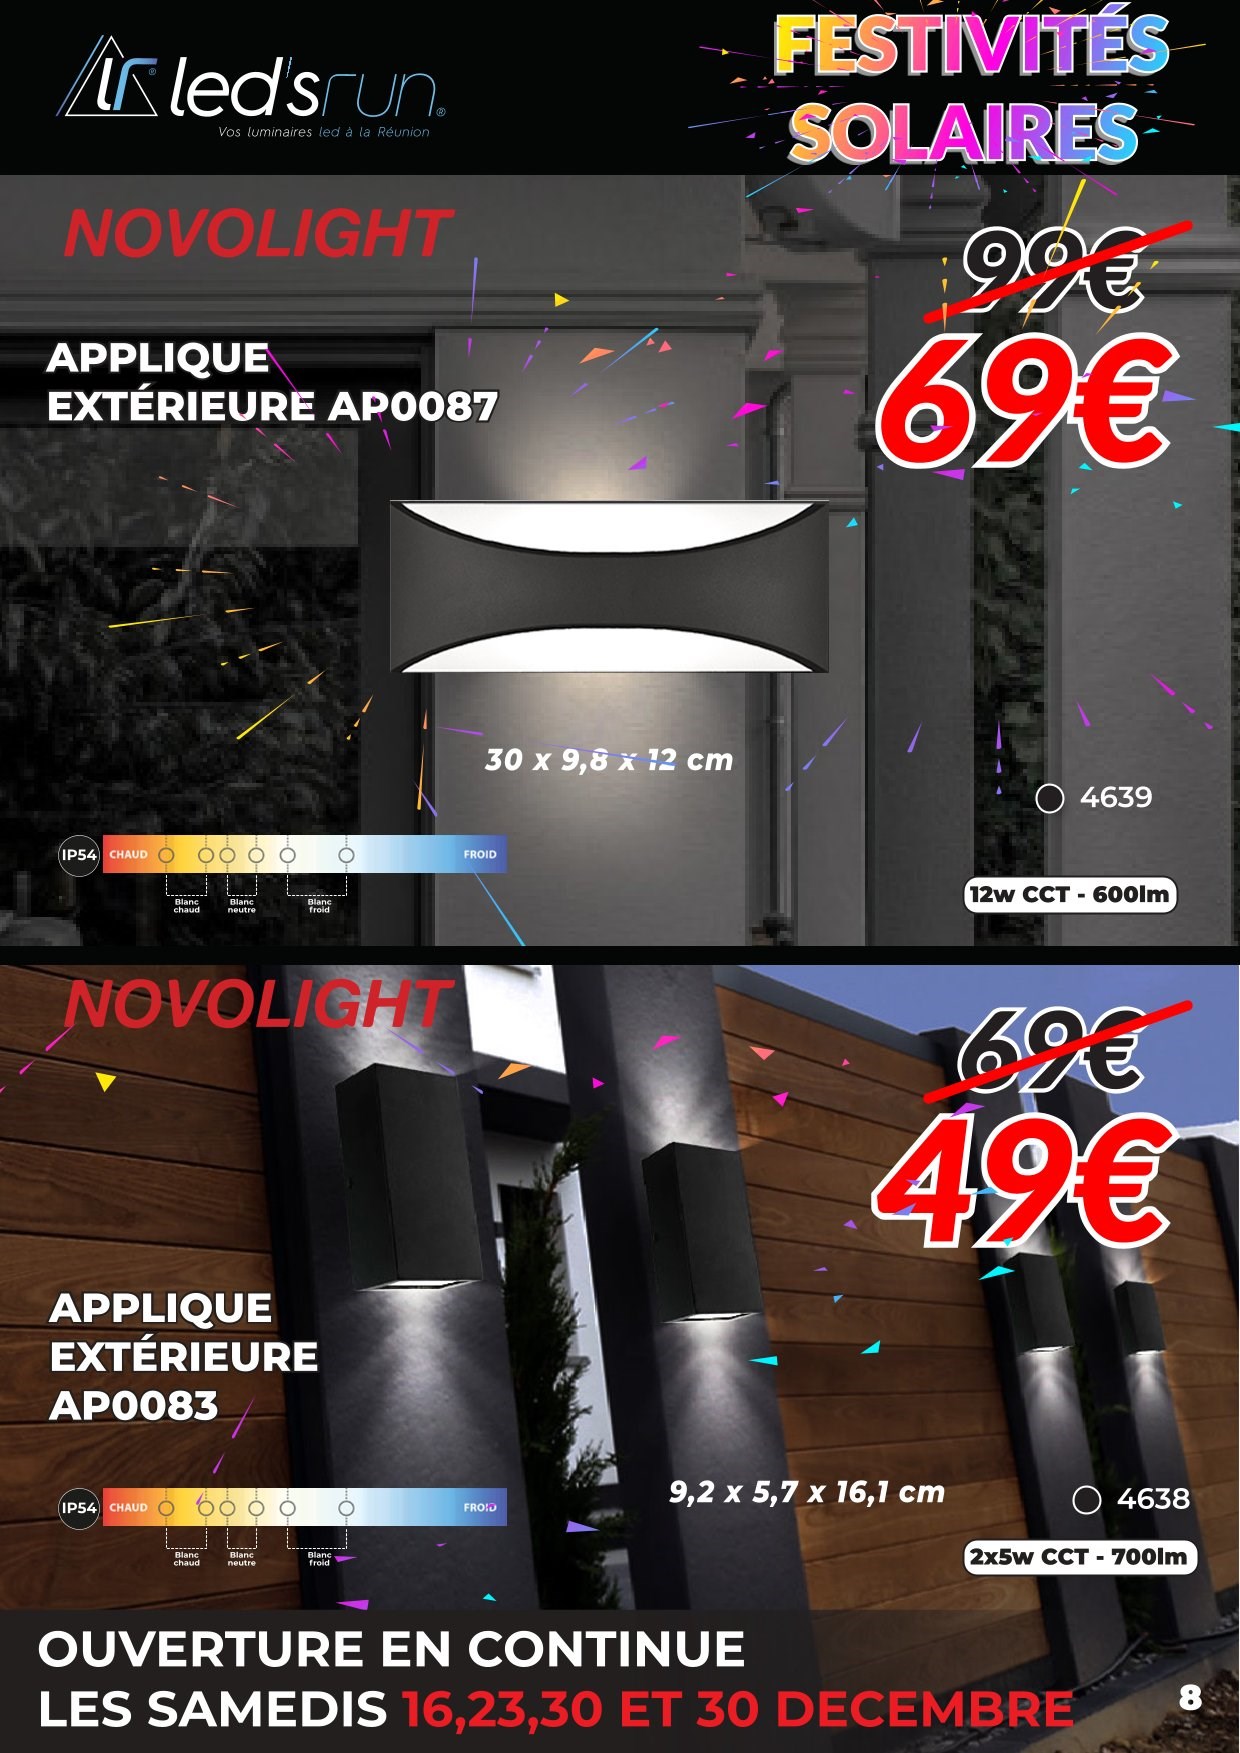 led'srun®
Vos luminaires led à la Réunion
FESTIVITÉS
SOLAIRES
NOVOLIGHT
99€
69€
APPLIQUE
EXTÉRIEURE AP0087
30 x 9,8 x 12 cm
4639
IP54 CHAUD FROID
Blanc chaud Blanc neutre Blanc froid
12w CCT - 600lm
NOVOLIGHT
69€
49€
APPLIQUE
EXTÉRIEURE
AP0083
9,2 x 5,7 x 16,1 cm
4638
IP54 CHAUD FROID
Blanc chaud Blanc neutre Blanc froid
2x5w CCT - 700lm
OUVERTURE EN CONTINUE
LES SAMEDIS 16,23,30 ET 30 DECEMBRE
8